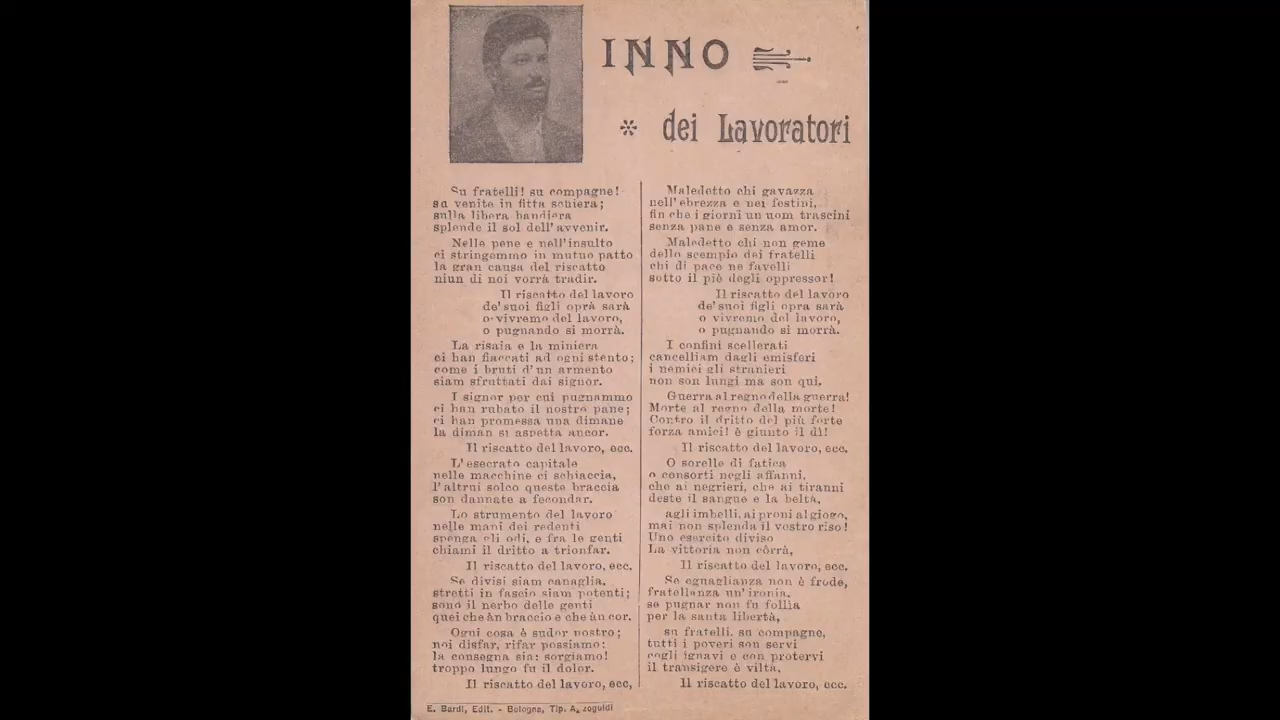 INNO
dei Lavoratori
Su fratelli! su compagne!
su venite in fitta schiera;
sulla libera bandiera
splende il sol dell'avvenir.
Nelle pene e nell'insulto
ci stringemmo in mutuo patto
la gran causa del riscatto
niun di noi vorrà tradir.
Il riscatto del lavoro
de' suoi figli oprà sarà
o vivremo del lavoro,
o pugnando si morrà.
La risaia e la miniera
ci han fiaccati ad ogni stento;
come i bruti d'un armento
siam sfruttati dai signor.
I signor per cui pugnammo
ci han rubato il nostro pane;
ci han promessa una dimane
la diman si aspetta ancor.
Il riscatto del lavoro, ecc.
L'esecrato capitale
nelle macchine ci schiaccia,
l'altrui solco queste braccia
son dannate a fecondar.
Lo strumento del lavoro
nelle mani dei redenti
spenga gli odi, e fra le genti
chiami il dritto a trionfar.
Il riscatto del lavoro, ecc.
Se divisi siam canaglia,
stretti in fascio siam potenti;
sono il nerbo delle genti
quei che àn braccio e che àn cor.
Ogni cosa è sudor nostro;
noi disfar, rifar possiamo;
la consegna sia: sorgiamo!
troppo lungo fu il dolor.
Il riscatto del lavoro, ecc,
Maledetto chi gavazza
nell'ebrezza e nei festini,
fin che i giorni un uom trascini
senza pane e senza amor.
Maledetto chi non geme
dello scempio dei fratelli
chi di pace ne favelli
sotto il piè degli oppressor!
Il riscatto del lavoro
de' suoi figli opra sarà
o vivremo del lavoro,
o pugnando si morrà.
I confini scellerati
cancelliam dagli emisferi
i nemici gli stranieri
non son lungi ma son qui.
Guerra al regno della guerra!
Morte al regno della morte!
Contro il dritto del più forte
forza amici! è giunto il dì!
Il riscatto del lavoro, ecc.
O sorelle di fatica
o consorti negli affanni,
che ai negrieri, che ai tiranni
deste il sangue e la beltà,
agli imbelli, ai proni al giogo,
mai non splenda il vostro riso!
Uno esercito diviso
La vittoria non côrrà,
Il riscatto del lavoro, ecc.
Se eguaglianza non è frode,
fratellanza un'ironia,
se pugnar non fu follia
per la santa libertà,
su fratelli, su compagne,
tutti i poveri son servi
cogli ignavi e con protervi
il transigere è viltà,
Il riscatto del lavoro, ecc.
E. Bardi, Edit. - Bologna, Tip. Azzoguidi